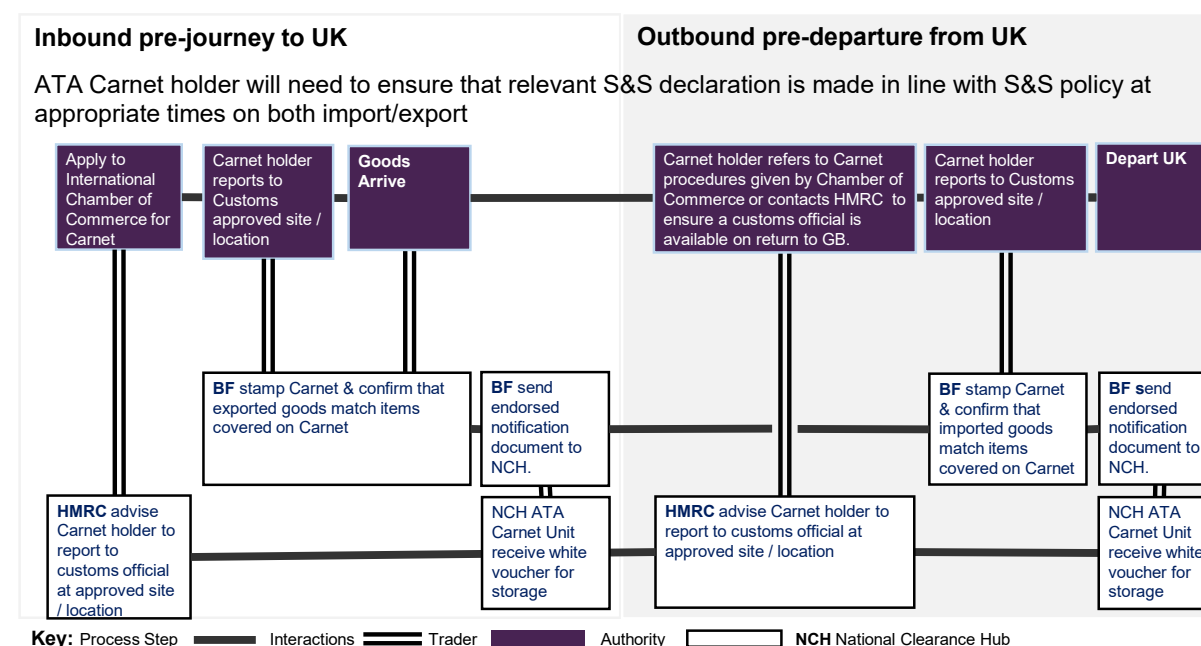 Inbound pre-journey to UK
Outbound pre-departure from UK
ATA Carnet holder will need to ensure that relevant S&S declaration is made in line with S&S policy at
appropriate times on both import/export
Apply to
International
Chamber of
Commerce for
Carnet
Carnet holder
reports to
Customs
approved site /
location
Goods
Arrive
Carnet holder refers to Carnet
procedures given by Chamber of
Commerce or contacts HMRC to
ensure a customs official is
available on return to GB.
Carnet holder
reports to Customs
approved site /
location
Depart UK
BF stamp Carnet & confirm that
exported goods match items
covered on Carnet
BF send
endorsed
notification
document to
NCH.
BF stamp Carnet
& confirm that
imported goods
match items
covered on Carnet
BF send
endorsed
notification
document to
NCH.
HMRC advise
Carnet holder to
report to
customs official
at approved site
/ location
NCH ATA
Carnet Unit
receive white
voucher for
storage
HMRC advise Carnet holder to
report to customs official at
approved site / location
NCH ATA
Carnet Unit
receive white
voucher for
storage
Key: Process Step Interactions Trader Authority NCH National Clearance Hub